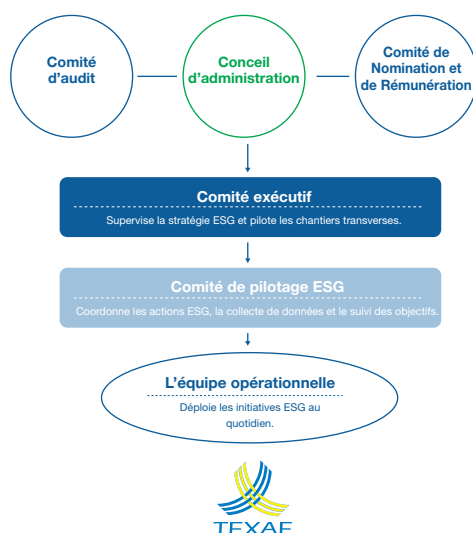 Comité
d'audit
Conseil
d'administration
Comité de
Nomination et
de Rémunération
Comité exécutif
Supervise la stratégie ESG et pilote les chantiers transverses.
Comité de pilotage ESG
Coordonne les actions ESG, la collecte de données et le suivi des objectifs.
L'équipe opérationnelle
Déploie les initiatives ESG au
quotidien.
TEXAF